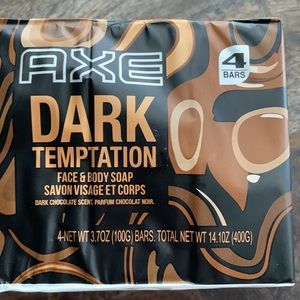 AXE
4
BARS
DARK
TEMPTATION
FACE & BODY SOAP
SAVON VISAGE ET CORPS
DARK CHOCOLATE SCENT. PARFUM CHOCOLAT NOIR.
4-NET WT 3.7OZ (100G) BARS. TOTAL NET WT 14.1OZ (400G)